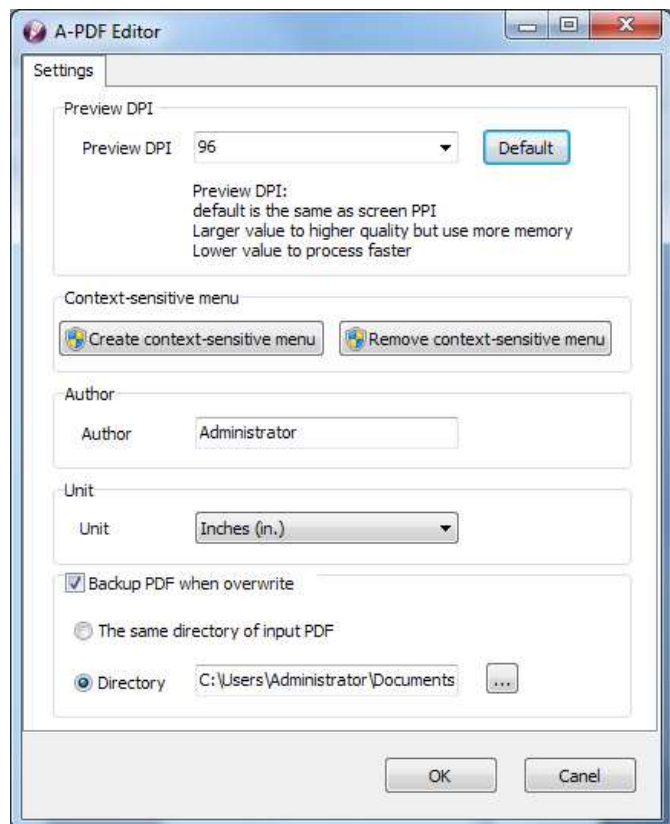 A-PDF Editor
Settings
Preview DPI
Preview DPI 96 Default
Preview DPI:
default is the same as screen PPI
Larger value to higher quality but use more memory
Lower value to process faster
Context-sensitive menu
Create context-sensitive menu Remove context-sensitive menu
Author
Author Administrator
Unit
Unit Inches (in.)
Backup PDF when overwrite
The same directory of input PDF
Directory C:\Users\Administrator\Documents ...
OK Canel